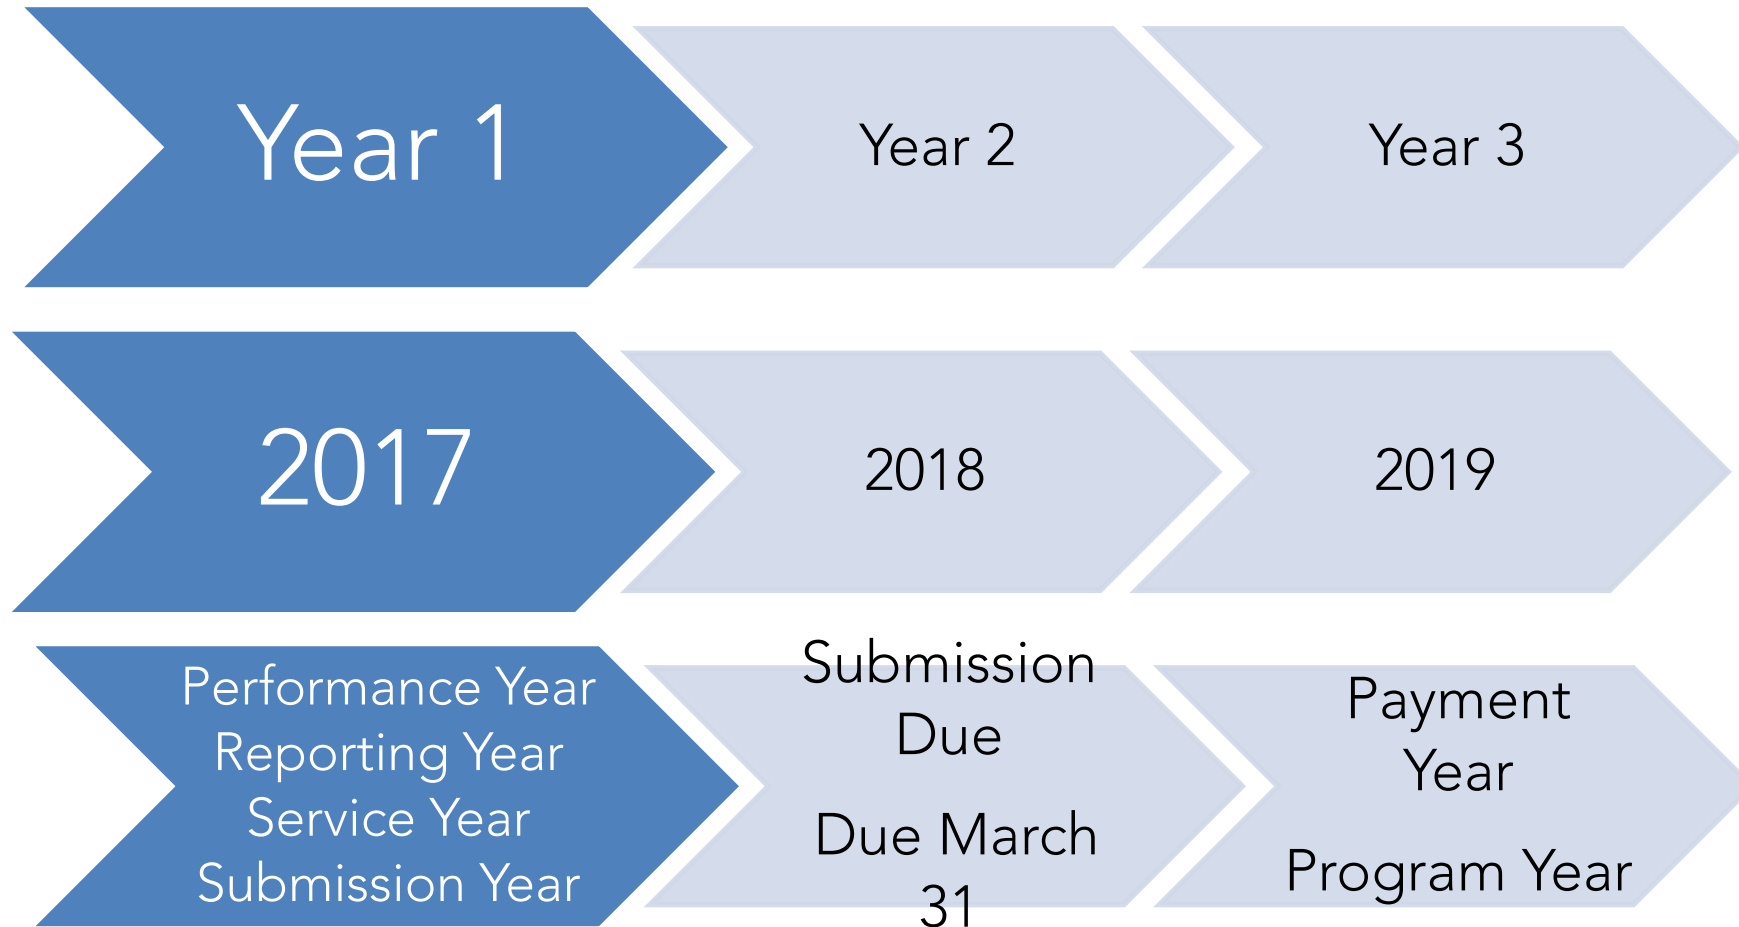 Year 1
Year 2
Year 3
2017
2018
2019
Performance Year
Reporting Year
Service Year
Submission Year
Submission
Due
Due March
31
Payment
Year
Program Year